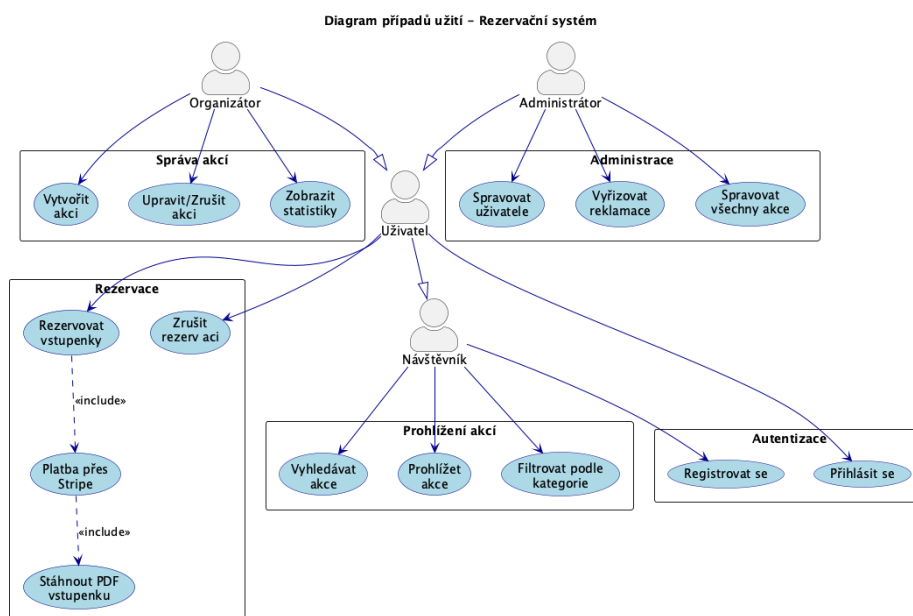 Diagram případů užití – Rezervační systém
Organizátor
Administrátor
Správa akcí
Vytvořit
akci
Upravit/Zrušit
akci
Zobrazit
statistiky
Administrace
Spravovat
uživatele
Vyřizovat
reklamace
Spravovat
všechny akce
Uživatel
Rezervace
Rezervovat
vstupenky
Zrušit
rezerv aci
«include»
Platba přes
Stripe
«include»
Stáhnout PDF
vstupenku
Návštěvník
Prohlížení akcí
Vyhledávat
akce
Prohlížet
akce
Filtrovat podle
kategorie
Autentizace
Registrovat se
Přihlásit se